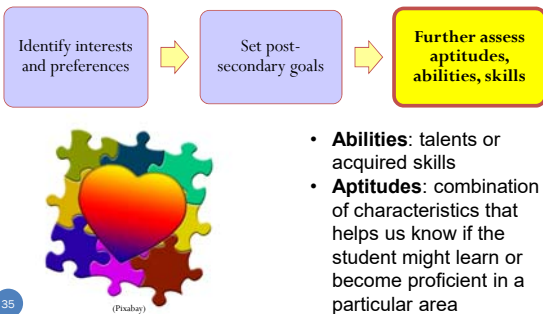 Identify interests
and preferences
Set post-
secondary goals
Further assess
aptitudes,
abilities, skills
• Abilities: talents or
acquired skills
• Aptitudes: combination
of characteristics that
helps us know if the
student might learn or
become proficient in a
particular area
(Pixabay)
35